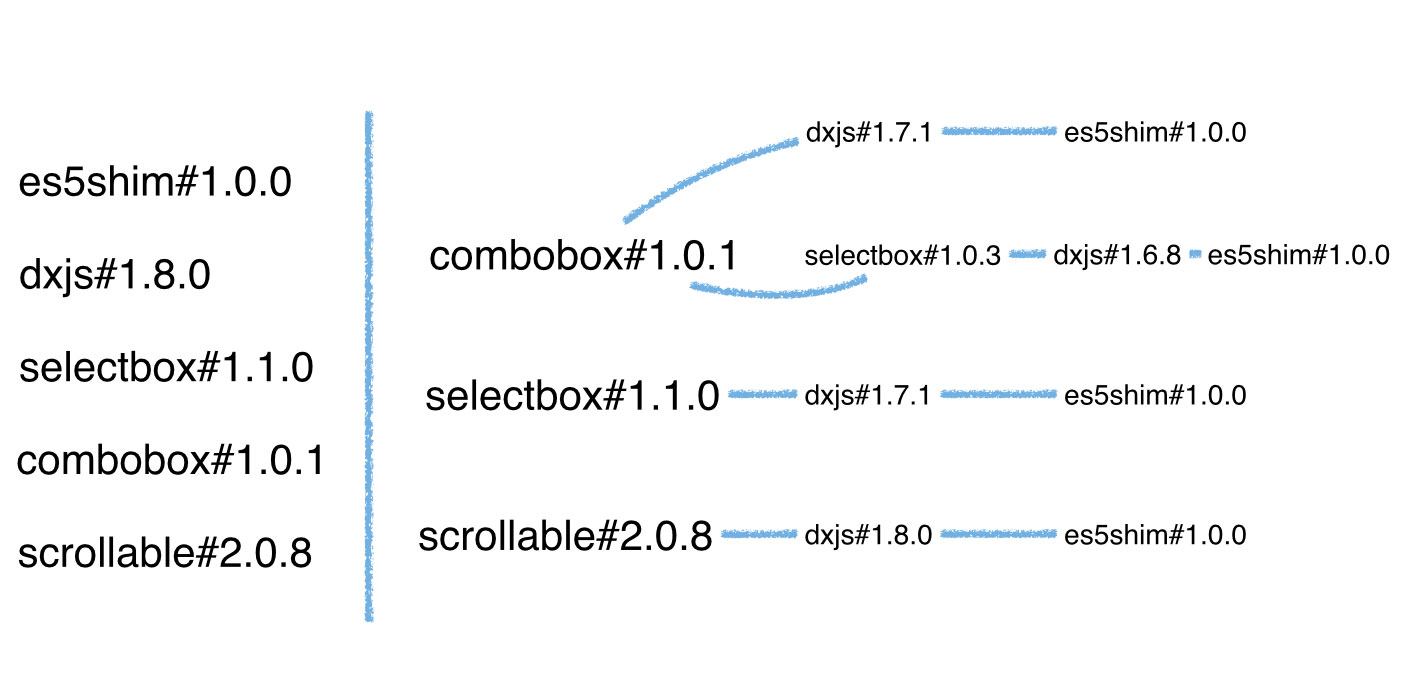 es5shim#1.0.0
dxjs#1.8.0
selectbox#1.1.0
combobox#1.0.1
scrollable#2.0.8
dxjs#1.7.1 es5shim#1.0.0
combobox#1.0.1 selectbox#1.0.3 dxjs#1.6.8 es5shim#1.0.0
selectbox#1.1.0 dxjs#1.7.1 es5shim#1.0.0
scrollable#2.0.8 dxjs#1.8.0 es5shim#1.0.0